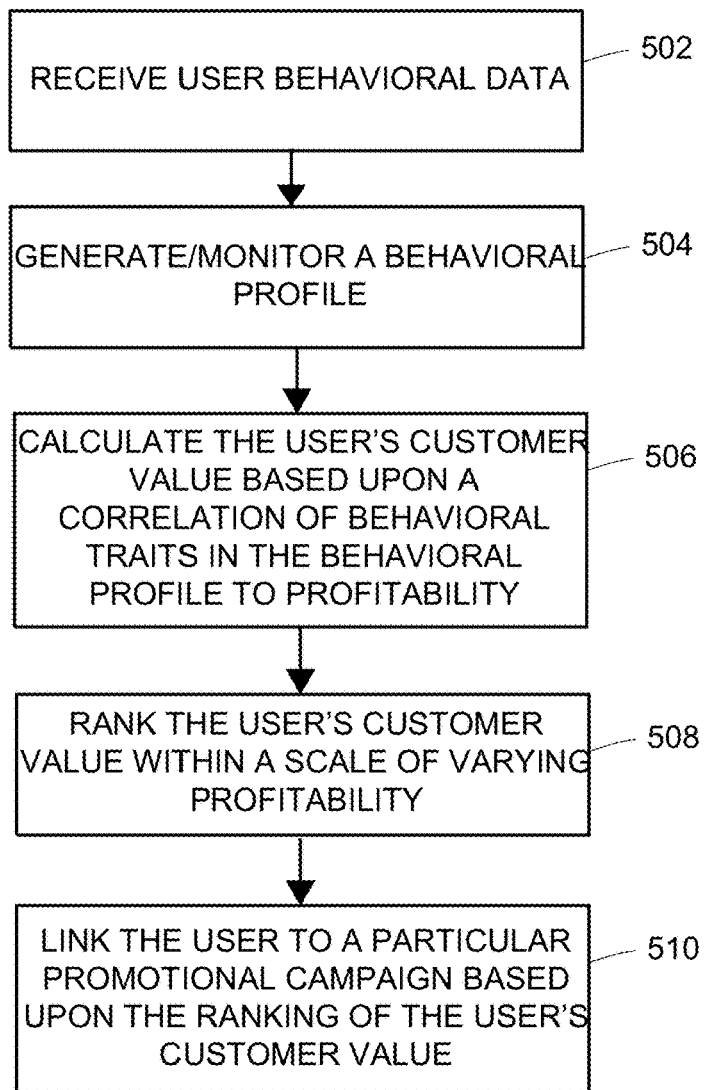 RECEIVE USER BEHAVIORAL DATA
502
GENERATE/MONITOR A BEHAVIORAL
PROFILE
504
CALCULATE THE USER'S CUSTOMER
VALUE BASED UPON A
CORRELATION OF BEHAVIORAL
TRAITS IN THE BEHAVIORAL
PROFILE TO PROFITABILITY
506
RANK THE USER'S CUSTOMER
VALUE WITHIN A SCALE OF VARYING
PROFITABILITY
508
LINK THE USER TO A PARTICULAR
PROMOTIONAL CAMPAIGN BASED
UPON THE RANKING OF THE USER'S
CUSTOMER VALUE
510